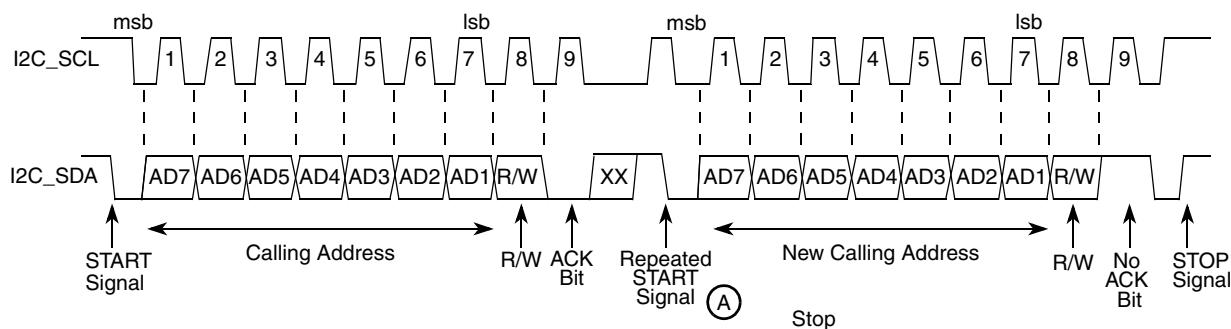 msb lsb msb lsb
I2C_SCL 1 2 3 4 5 6 7 8 9 1 2 3 4 5 6 7 8 9
I2C_SDA AD7 AD6 AD5 AD4 AD3 AD2 AD1 R/W XX AD7 AD6 AD5 AD4 AD3 AD2 AD1 R/W
START
Signal
Calling Address
R/W
ACK
Bit
Repeated
START
Signal
A
New Calling Address
R/W
No
ACK
Bit
STOP
Signal
Stop